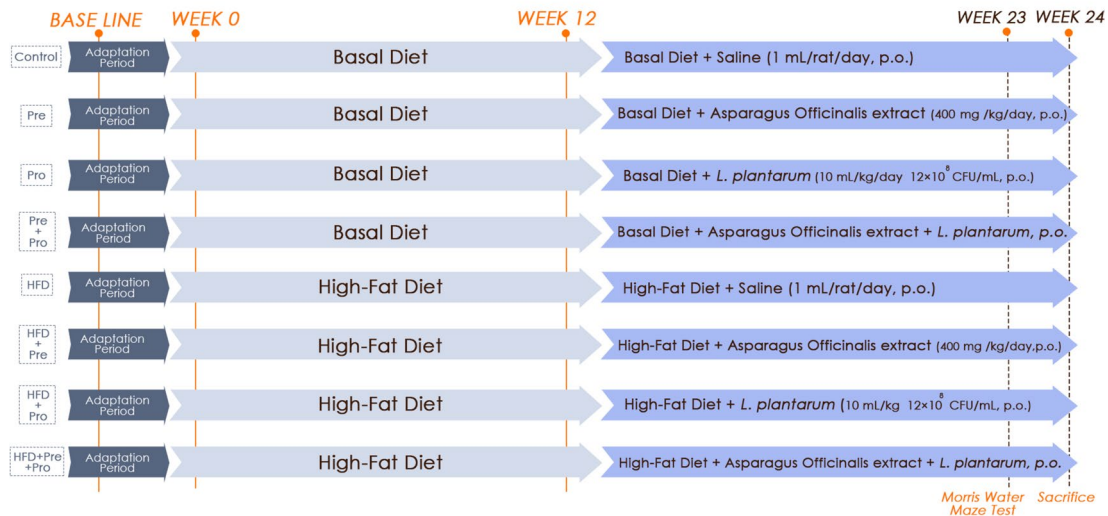 BASE LINE WEEK 0 WEEK 12 WEEK 23 WEEK 24
Control
Adaptation
Period
Basal Diet
Basal Diet + Saline (1 mL/rat/day, p.o.)
Pre
Adaptation
Period
Basal Diet
Basal Diet + Asparagus Officinalis extract (400 mg /kg/day, p.o.)
Pro
Adaptation
Period
Basal Diet
Basal Diet + L. plantarum (10 mL/kg/day 12×10⁸ CFU/mL, p.o.)
Pre
+
Pro
Adaptation
Period
Basal Diet
Basal Diet + Asparagus Officinalis extract + L. plantarum, p.o.
HFD
Adaptation
Period
High-Fat Diet
High-Fat Diet + Saline (1 mL/rat/day, p.o.)
HFD
+
Pre
Adaptation
Period
High-Fat Diet
High-Fat Diet + Asparagus Officinalis extract (400 mg /kg/day,p.o.)
HFD
+
Pro
Adaptation
Period
High-Fat Diet
High-Fat Diet + L. plantarum (10 mL/kg 12×10⁸ CFU/mL, p.o.)
HFD+Pre
+Pro
Adaptation
Period
High-Fat Diet
High-Fat Diet + Asparagus Officinalis extract + L. plantarum, p.o.
Morris Water
Maze Test
Sacrifice